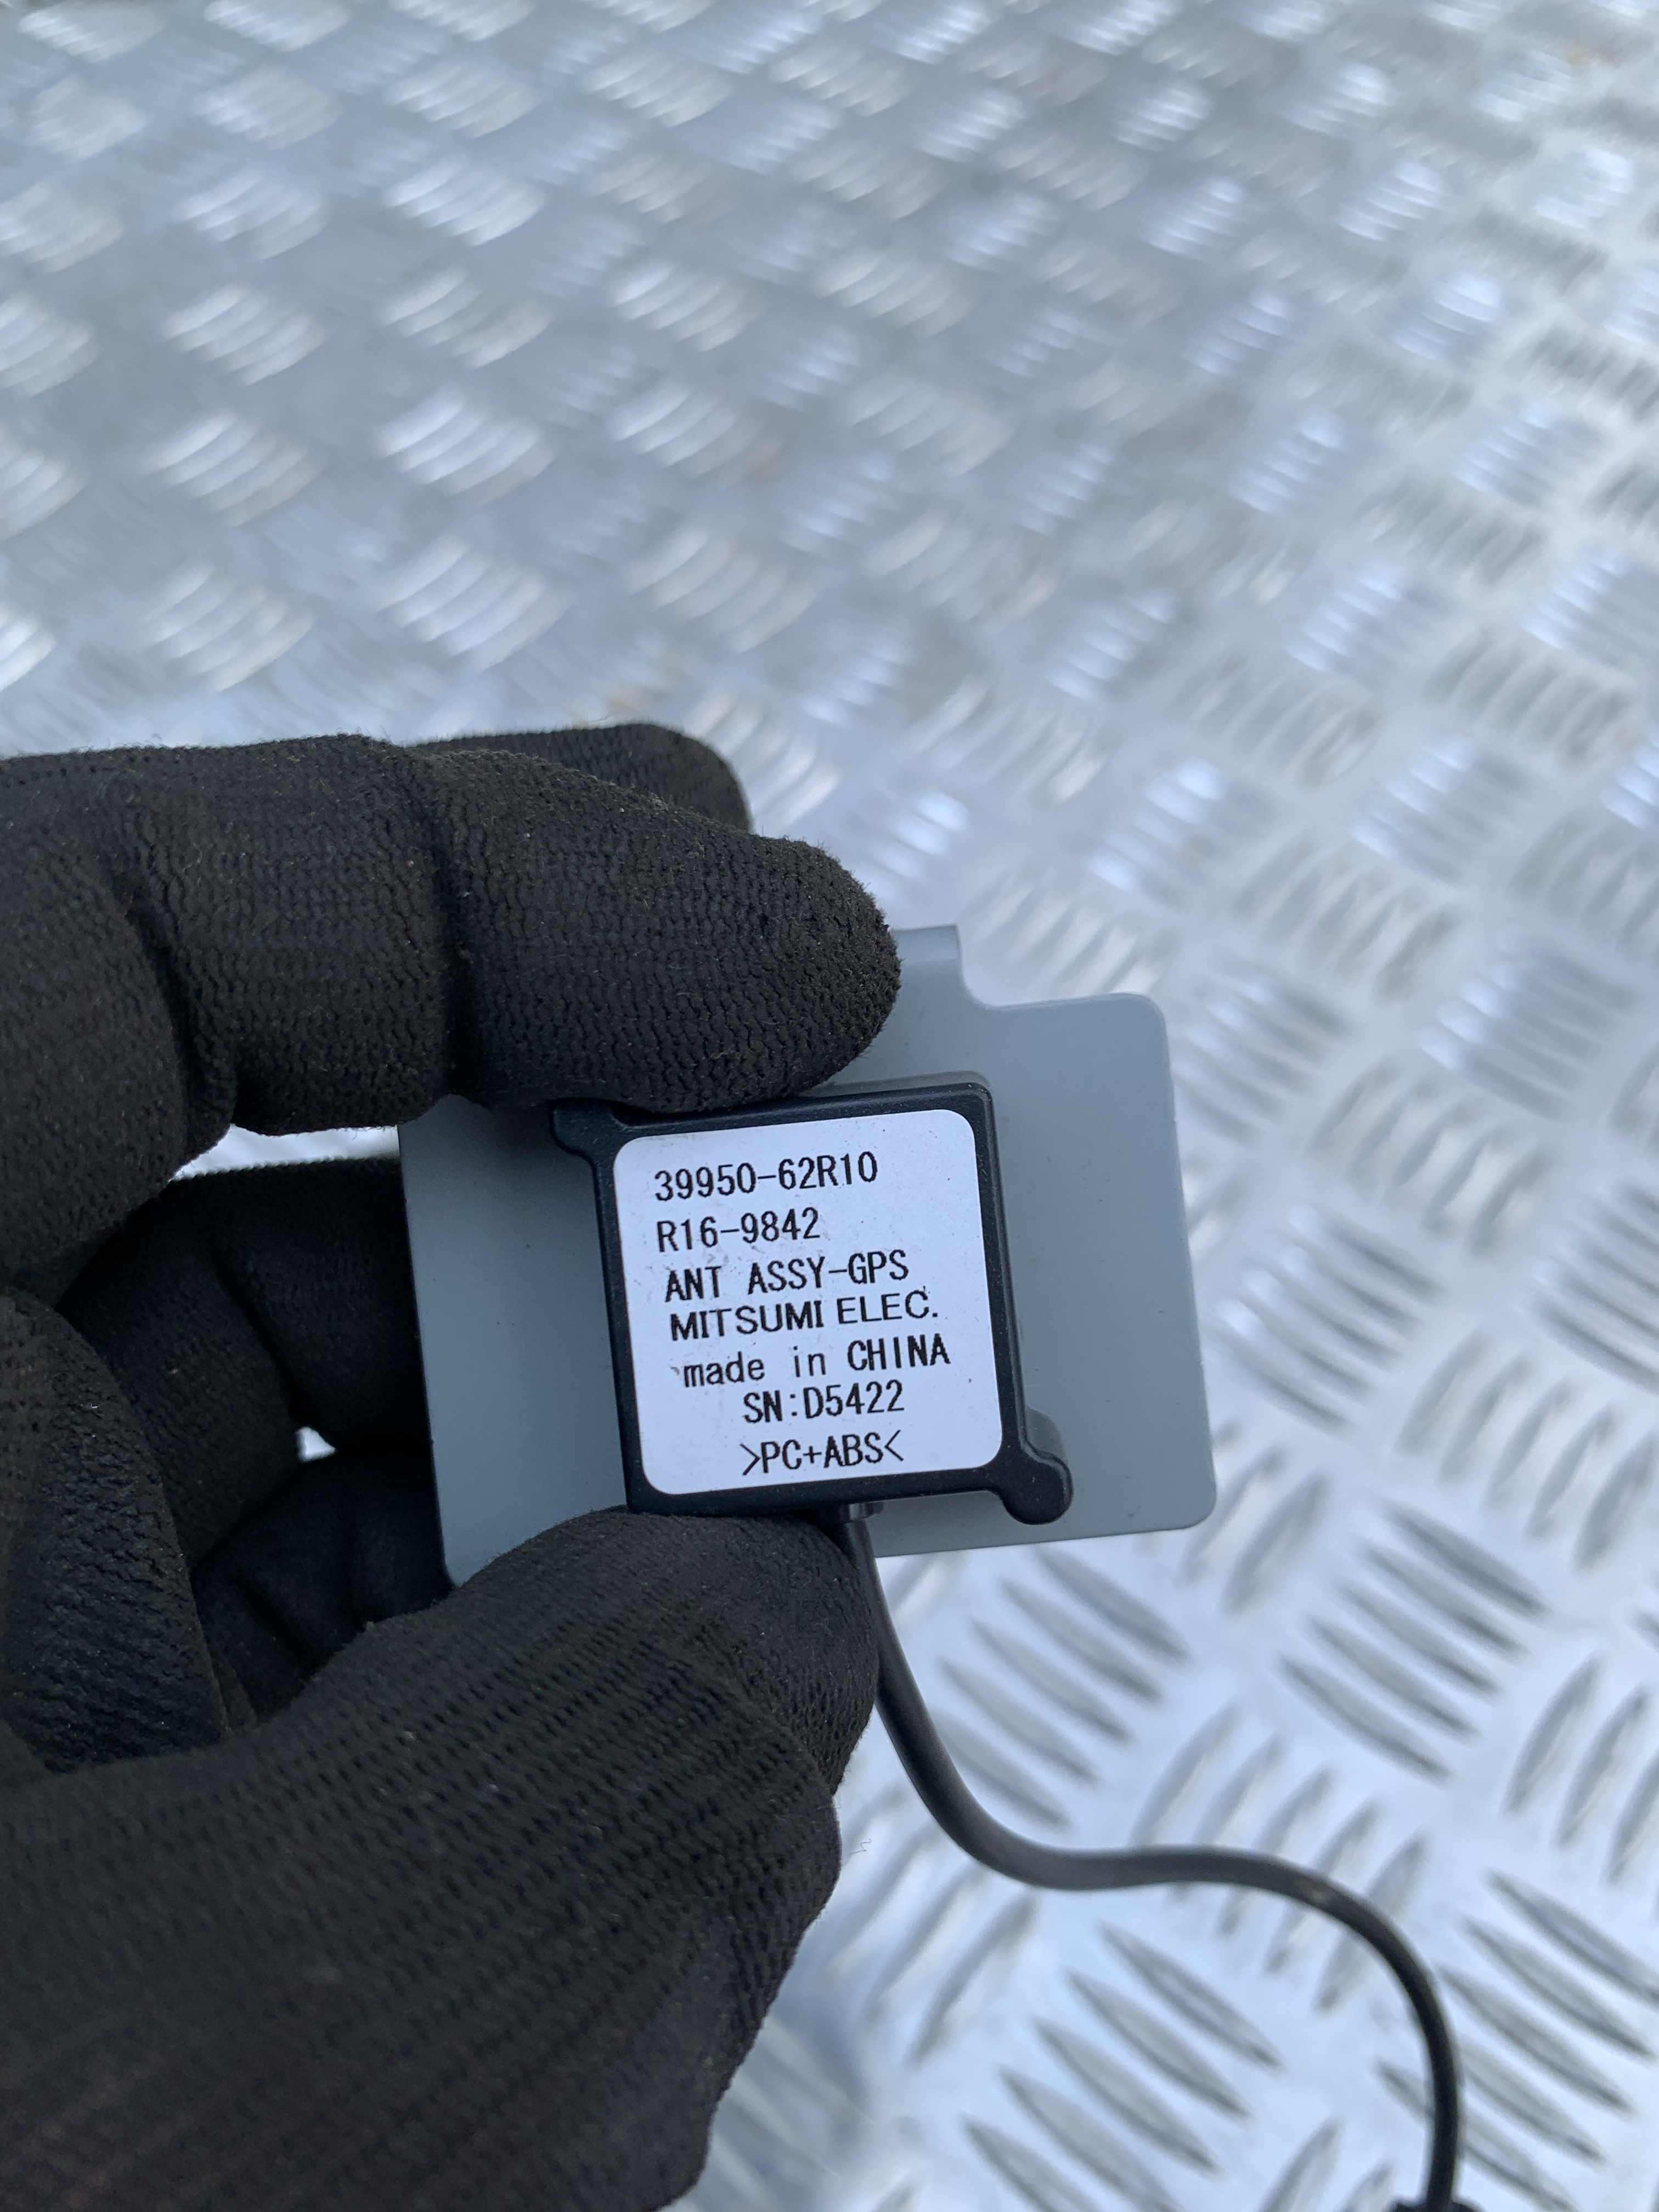 39950-62R10
R16-9842
ANT ASSY-GPS
MITSUMI ELEC.
made in CHINA
SN:D5422
>PC+ABS<